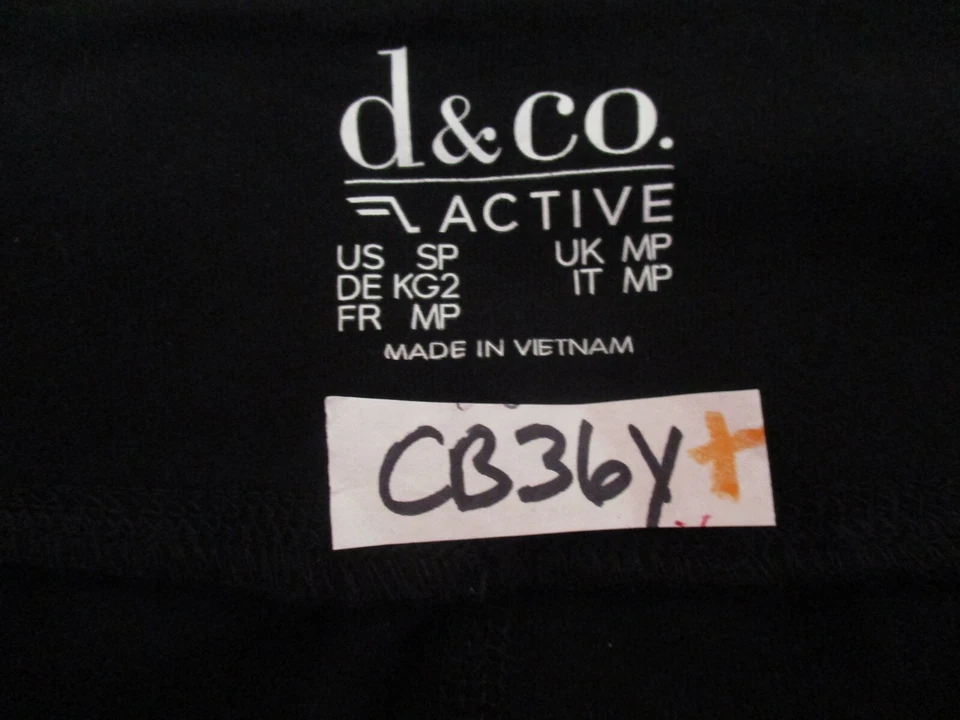 d&co.
ACTIVE
US SP UK MP
DE KG2 IT MP
FR MP
MADE IN VIETNAM
CB36Y+